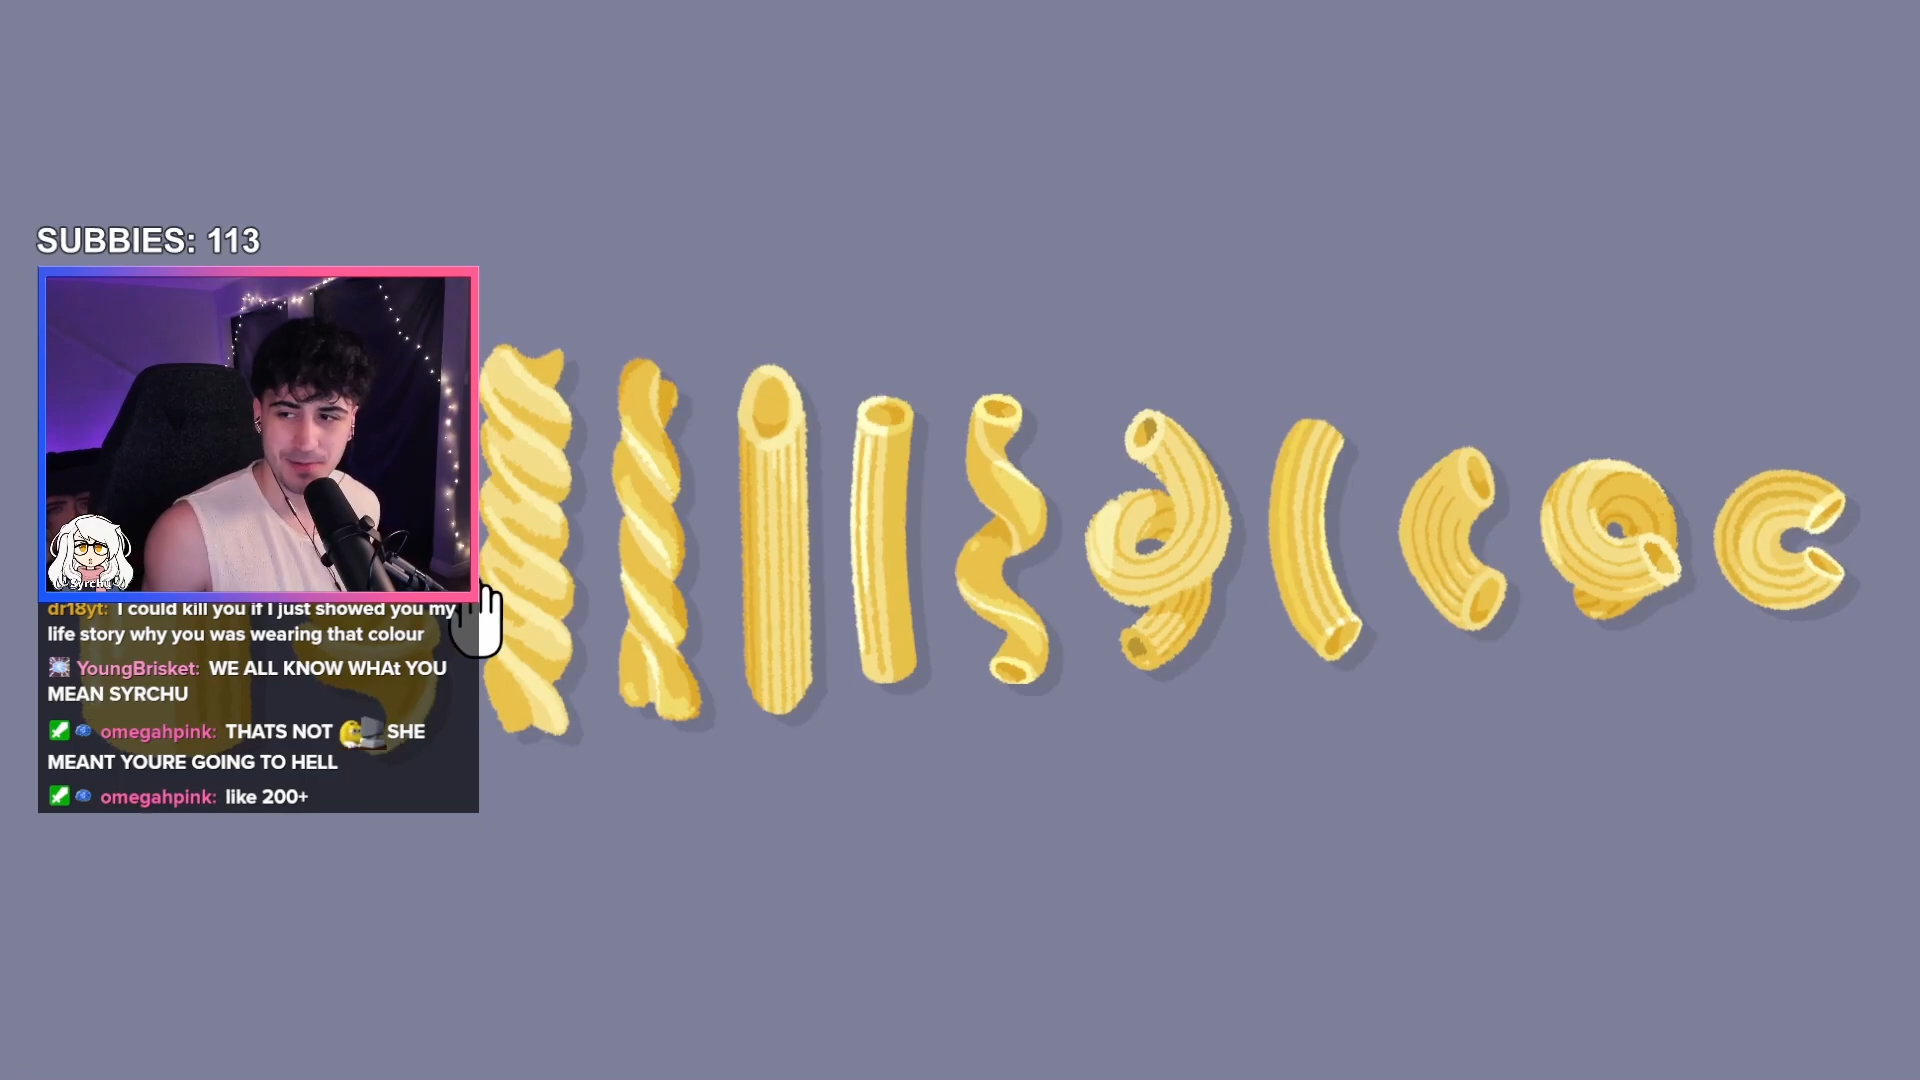 SUBBIES: 113
Syrchu
dr18yt: I could kill you if I just showed you my
life story why you was wearing that colour
YoungBrisket: WE ALL KNOW WHAt YOU
MEAN SYRCHU
omegahpink: THATS NOT SHE
MEANT YOURE GOING TO HELL
omegahpink: like 200+